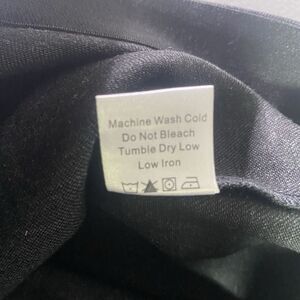 Machine Wash Cold
Do Not Bleach
Tumble Dry Low
Low Iron